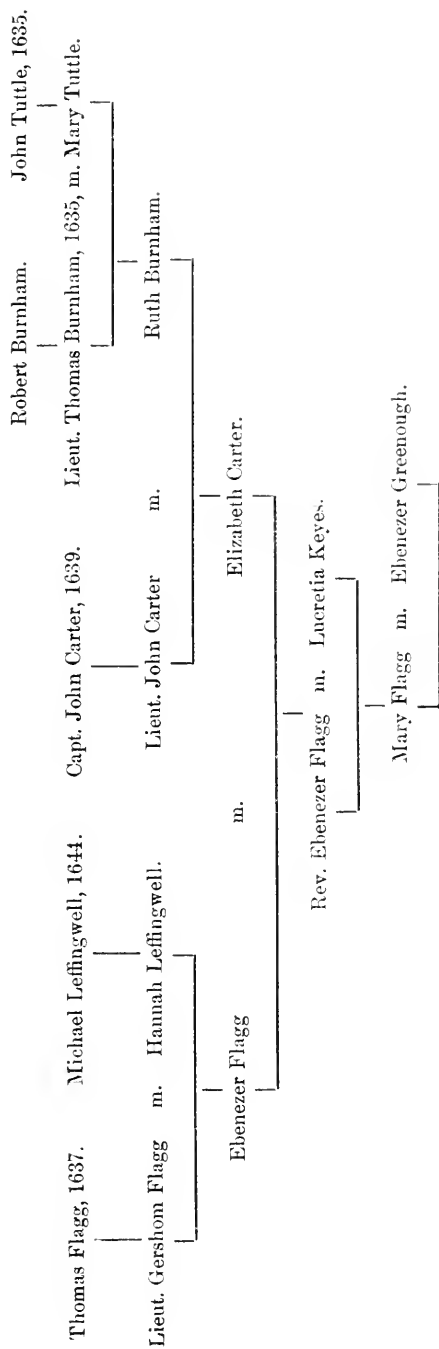 Robert Burnham. John Tuttle, 1635.
Thomas Flagg, 1637. Michael Leffingwell, 1644. Capt. John Carter, 1639. Lieut. Thomas Burnham, 1635, m. Mary Tuttle.
Lieut. Gershom Flagg m. Hannah Leffingwell. Lieut. John Carter m. Ruth Burnham.
Ebenezer Flagg m. Elizabeth Carter.
Rev. Ebenezer Flagg m. Lucretia Keyes.
Mary Flagg m. Ebenezer Greenough.